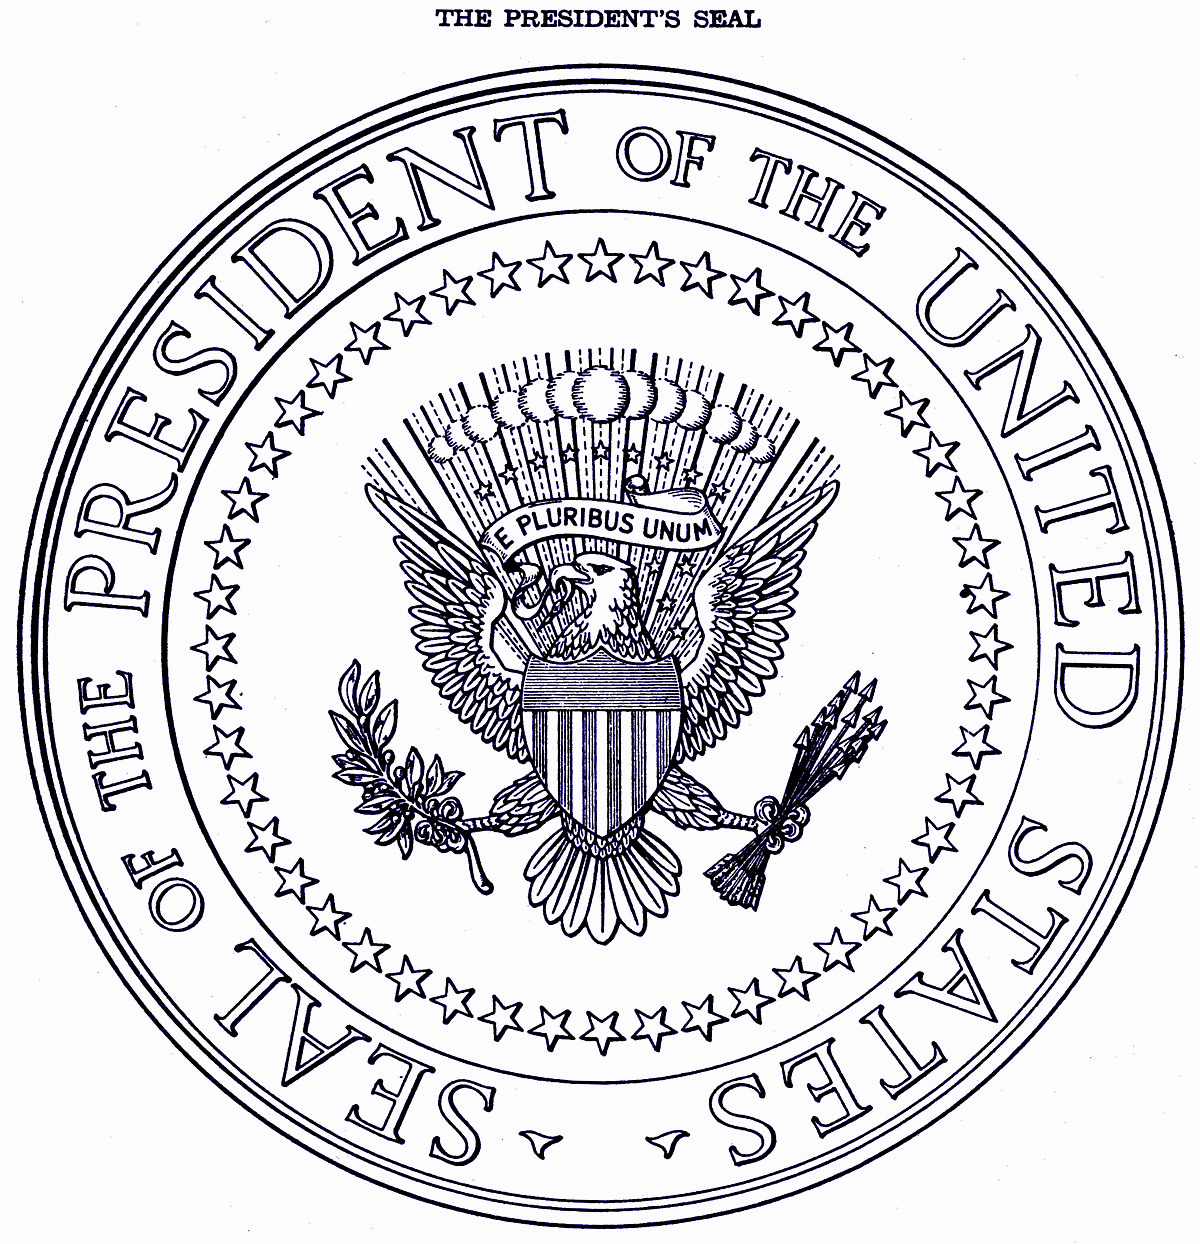 THE PRESIDENT'S SEAL
SEAL OF THE PRESIDENT OF THE UNITED STATES
E PLURIBUS UNUM